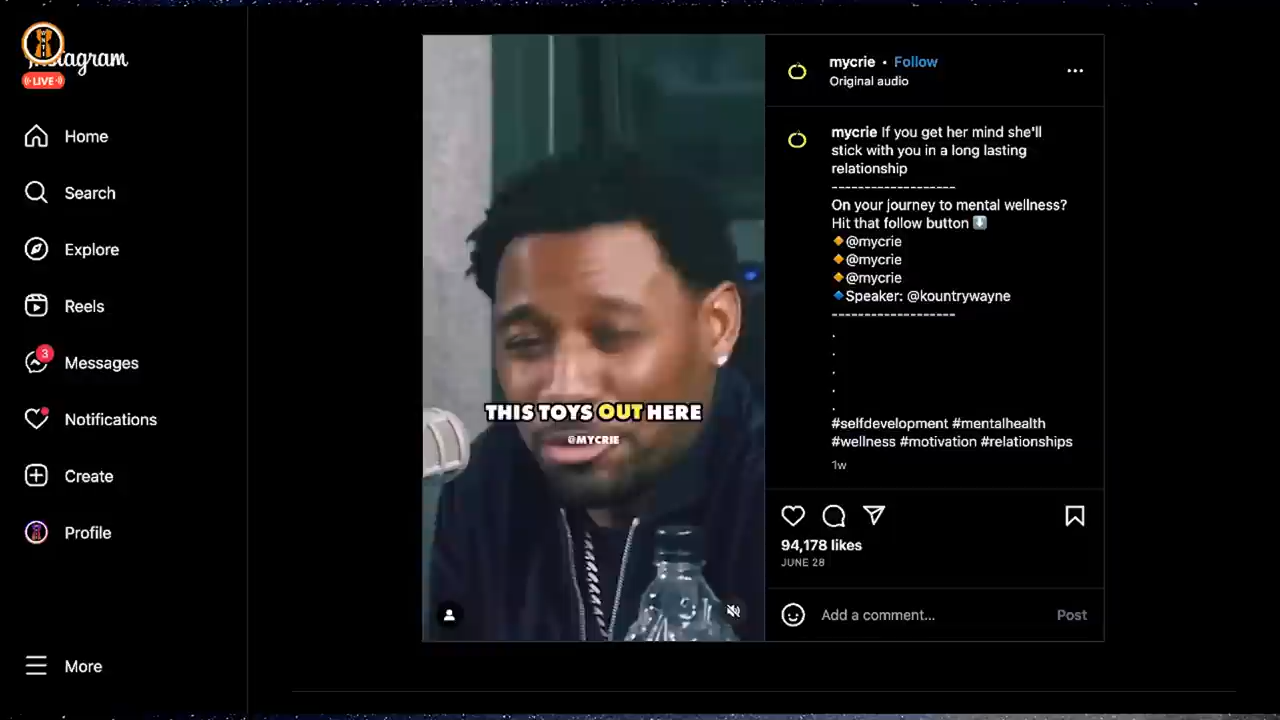 Instagram
LIVE
Home
Search
Explore
Reels
3
Messages
Notifications
Create
Profile
More
THIS TOYS OUT HERE
@MYCRIE
mycrie • Follow
Original audio
mycrie If you get her mind she'll
stick with you in a long lasting
relationship
-------------------
On your journey to mental wellness?
Hit that follow button ⬇️
🔸@mycrie
🔸@mycrie
🔸@mycrie
🔹Speaker: @kountrywayne
-------------------
.
.
.
.
.
#selfdevelopment #mentalhealth
#wellness #motivation #relationships
1w
94,178 likes
JUNE 28
Add a comment...
Post